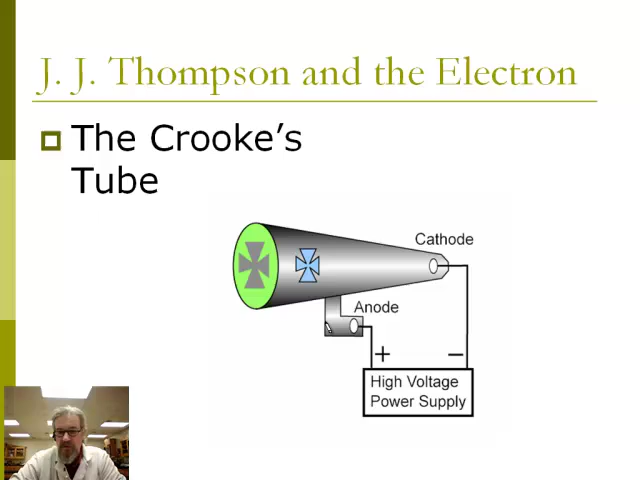 J. J. Thompson and the Electron
The Crooke’s
Tube
Cathode
Anode
+ −
High Voltage
Power Supply